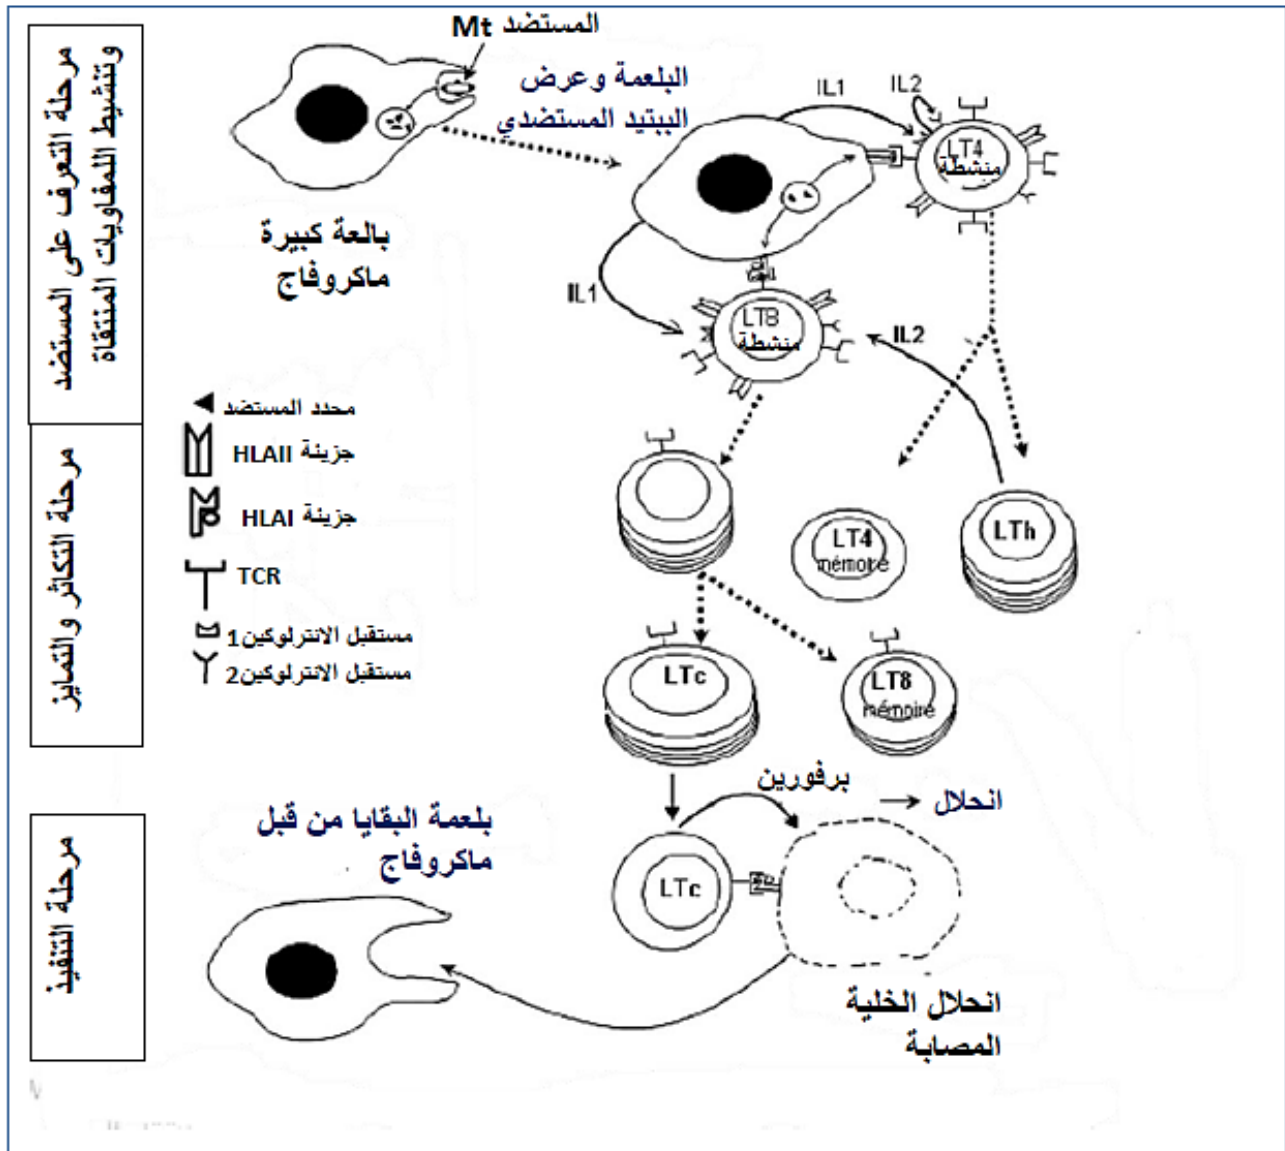 مرحلة التعرف على المستضد
وتنشيط اللمفاويات المنتقاة
المستضد Mt
البلعمة وعرض
الببتيد المستضدي
IL1
IL2
LT4
منشطة
بالعة كبيرة
ماكروفاج
IL1
LT8
منشطة
IL2
مرحلة التكاثر والتمايز
محدد المستضد
جزيئة HLAII
جزيئة HLAI
TCR
مستقبل الانترلوكين1
مستقبل الانترلوكين2
LT4
mémoire
LTh
LTc
LT8
mémoire
مرحلة التنفيذ
برفورين
انحلال
بلعمة البقايا من قبل
ماكروفاج
LTc
انحلال الخلية
المصابة